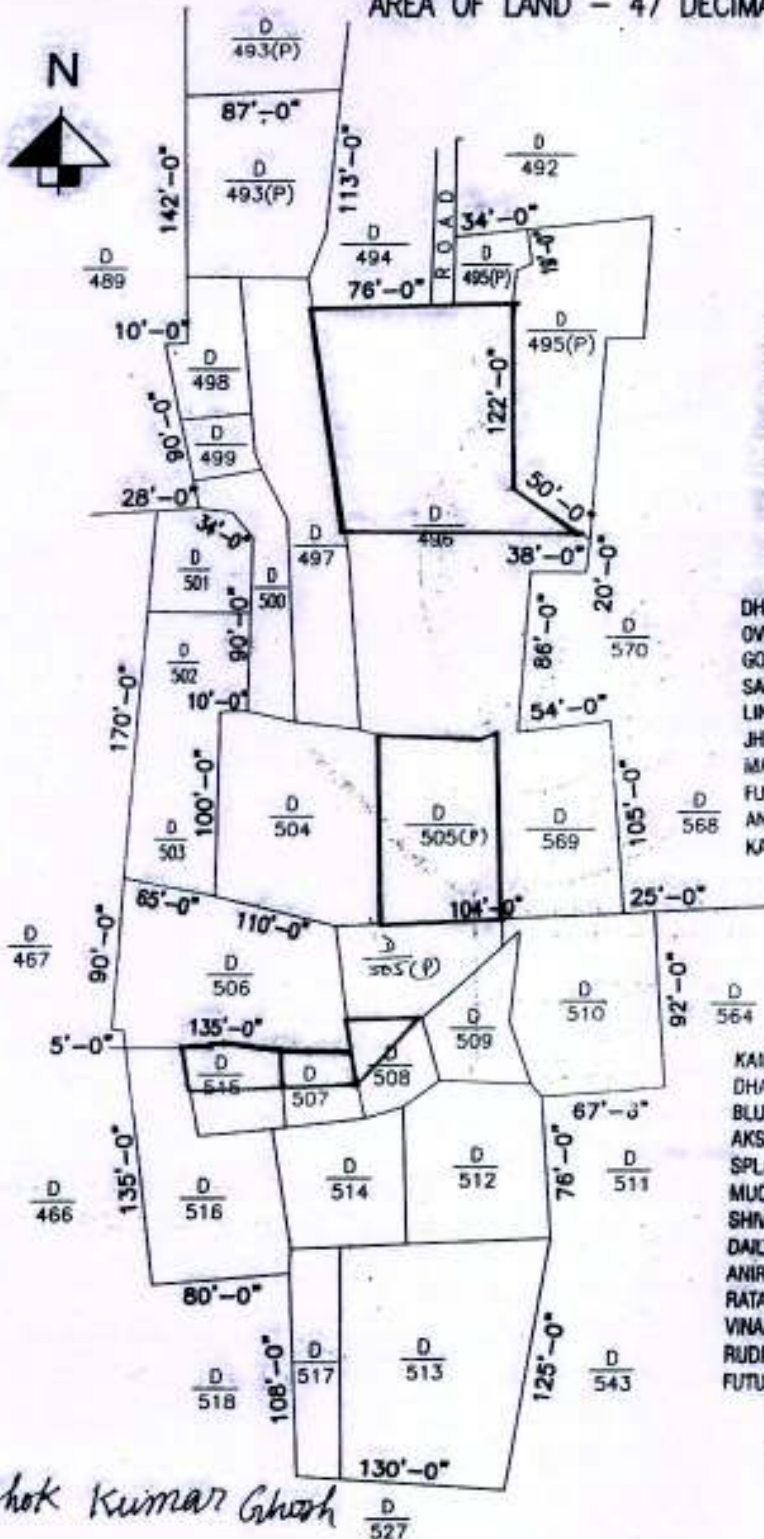 AREA OF LAND – 47
N
D
493(P)
87'-0"
142'-0"
D
493(P)
113'-0"
D
492
D
489
D
494
ROAD
34'-0"
D
495(P)
76'-0"
10'-0"
D
495(P)
D
498
122'-0"
90'-0"
D
499
50'-0"
28'-0"
34'-0"
D
497
D
496
38'-0"
20'-0"
D
501
D
500
90'-0"
86'-0"
D
570
D
502
170'-0"
10'-0"
54'-0"
100'-0"
D
504
D
505(P)
D
569
105'-0"
D
568
D
503
65'-0"
110'-0"
104'-0"
25'-0"
D
467
90'-0"
D
506
D
505(P)
D
510
92'-0"
D
564
135'-0"
5'-0"
D
509
D
508
D
507
67'-6"
D
466
135'-0"
D
516
D
514
D
512
76'-0"
D
511
80'-0"
D
518
108'-0"
D
517
D
513
125'-0"
D
543
130'-0"
Kumar Ghosh
D
527